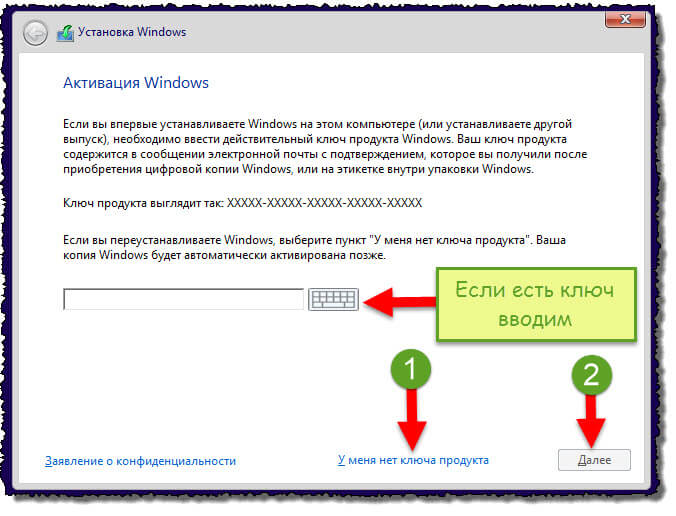 Установка Windows
Активация Windows
Если вы впервые устанавливаете Windows на этом компьютере (или устанавливаете другой
выпуск), необходимо ввести действительный ключ продукта Windows. Ваш ключ продукта
содержится в сообщении электронной почты с подтверждением, которое вы получили после
приобретения цифровой копии Windows, или на этикетке внутри упаковки Windows.
Ключ продукта выглядит так: XXXXX-XXXXX-XXXXX-XXXXX-XXXXX
Если вы переустанавливаете Windows, выберите пункт "У меня нет ключа продукта". Ваша
копия Windows будет автоматически активирована позже.
Если есть ключ
вводим
1
2
Заявление о конфиденциальности
У меня нет ключа продукта
Далее